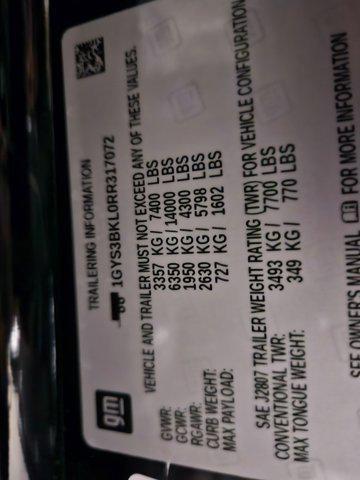 gm
TRAILERING INFORMATION
1GYS3BKL0RR317072
VEHICLE AND TRAILER MUST NOT EXCEED ANY OF THESE VALUES.
GVWR: 3357 KG / 7400 LBS
GCWR: 6350 KG / 14000 LBS
RGAWR: 1950 KG / 4300 LBS
CURB WEIGHT: 2630 KG / 5798 LBS
MAX PAYLOAD: 727 KG / 1602 LBS
SAE J2807 TRAILER WEIGHT RATING (TWR) FOR VEHICLE CONFIGURATION
CONVENTIONAL TWR: 3493 KG / 7700 LBS
MAX TONGUE WEIGHT: 349 KG / 770 LBS
SEE OWNER'S MANUAL FOR MORE INFORMATION